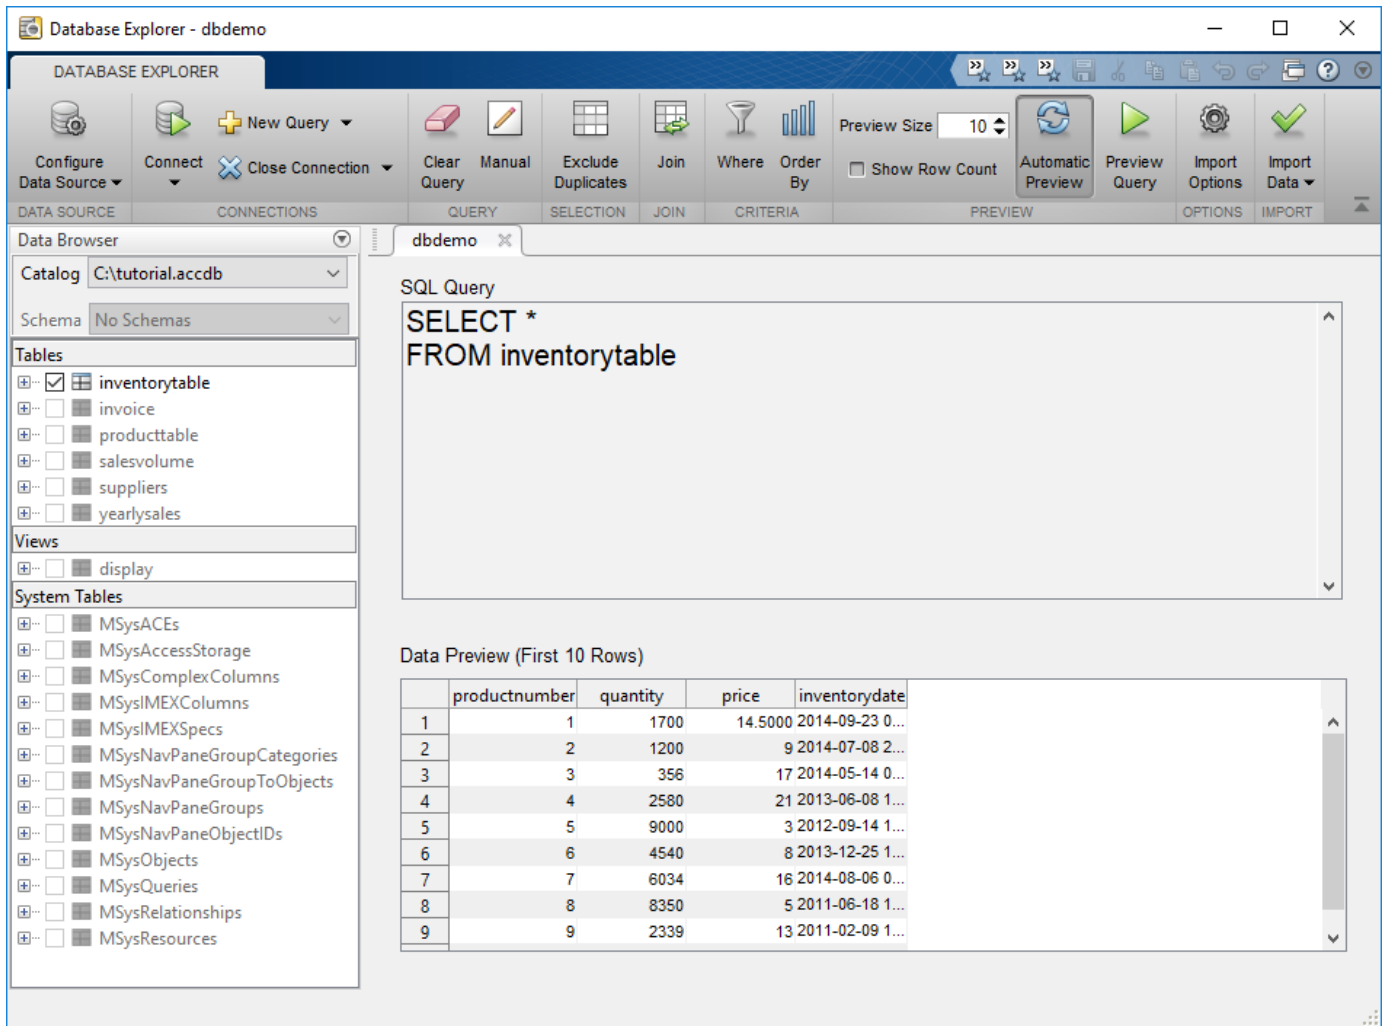 Database Explorer - dbdemo
DATABASE EXPLORER
Configure Data Source
Connect
New Query
Close Connection
Clear Query
Manual
Exclude Duplicates
Join
Where
Order By
Preview Size 10
Show Row Count
Automatic Preview
Preview Query
Import Options
Import Data
DATA SOURCE CONNECTIONS QUERY SELECTION JOIN CRITERIA PREVIEW OPTIONS IMPORT
Data Browser
Catalog C:\tutorial.accdb
Schema No Schemas
Tables
inventorytable
invoice
producttable
salesvolume
suppliers
yearlysales
Views
display
System Tables
MSysACEs
MSysAccessStorage
MSysComplexColumns
MSysIMEXColumns
MSysIMEXSpecs
MSysNavPaneGroupCategories
MSysNavPaneGroupToObjects
MSysNavPaneGroups
MSysNavPaneObjectIDs
MSysObjects
MSysQueries
MSysRelationships
MSysResources
dbdemo
SQL Query
SELECT *
FROM inventorytable
Data Preview (First 10 Rows)
productnumber quantity price inventorydate
1 1 1700 14.5000 2014-09-23 0...
2 2 1200 9 2014-07-08 2...
3 3 356 17 2014-05-14 0...
4 4 2580 21 2013-06-08 1...
5 5 9000 3 2012-09-14 1...
6 6 4540 8 2013-12-25 1...
7 7 6034 16 2014-08-06 0...
8 8 8350 5 2011-06-18 1...
9 9 2339 13 2011-02-09 1...